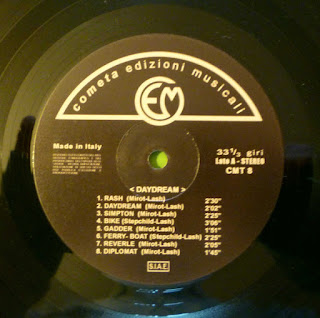 cometa edizioni musicali
CEM
Made in Italy
33 1/3 giri
Lato A - STEREO
CMT 8
< DAYDREAM >
1. RASH (Mirot-Lash) 2'30"
2. DAYDREAM (Mirot-Lash) 2'02"
3. SIMPTON (Mirot-Lash) 2'25"
4. BIKE (Stepchild-Lash) 3'06"
5. GADDER (Mirot-Lash) 1'51"
6. FERRY- BOAT (Stepchild-Lash) 2'25"
7. REVERLE (Mirot-Lash) 2'05"
8. DIPLOMAT (Mirot-Lash) 1'45"
S.I.A.E.